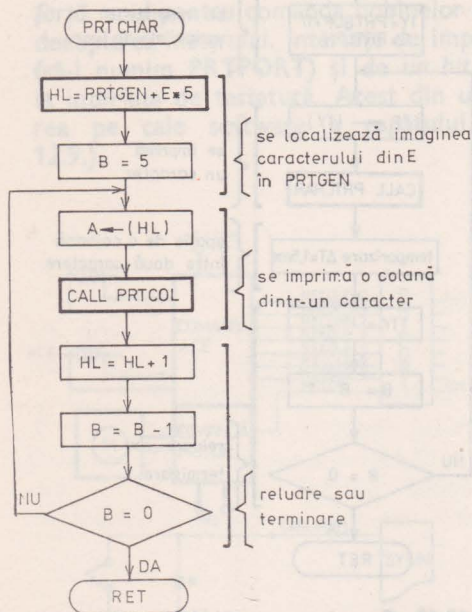 PRTCHAR
HL=PRTGEN+E*5
B = 5
se localizează imaginea
caracterului din E
în PRTGEN
A ← (HL)
CALL PRTCOL
se imprimă o colană
dintr-un caracter
HL = HL + 1
B = B - 1
NU
B = 0
reluare sau
terminare
DA
RET